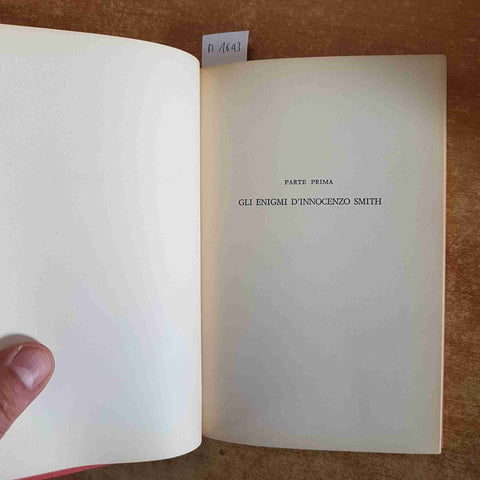 n 1643
PARTE PRIMA
GLI ENIGMI D'INNOCENZO SMITH